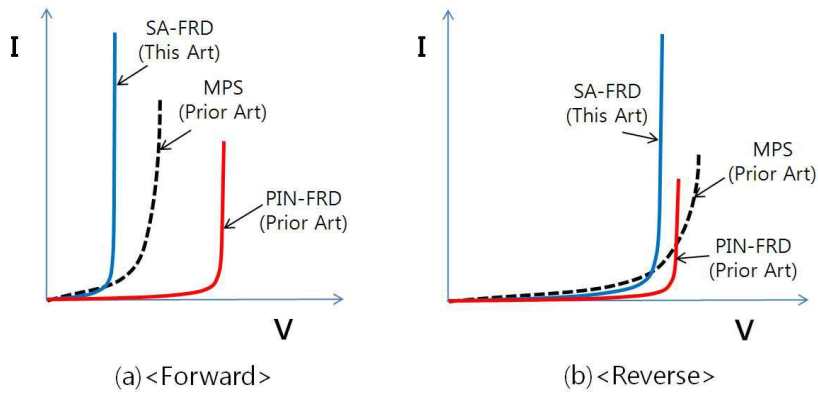 I
SA-FRD
(This Art)
MPS
(Prior Art)
PIN-FRD
(Prior Art)
V
(a)<Forward>
I
SA-FRD
(This Art)
MPS
(Prior Art)
PIN-FRD
(Prior Art)
V
(b)<Reverse>